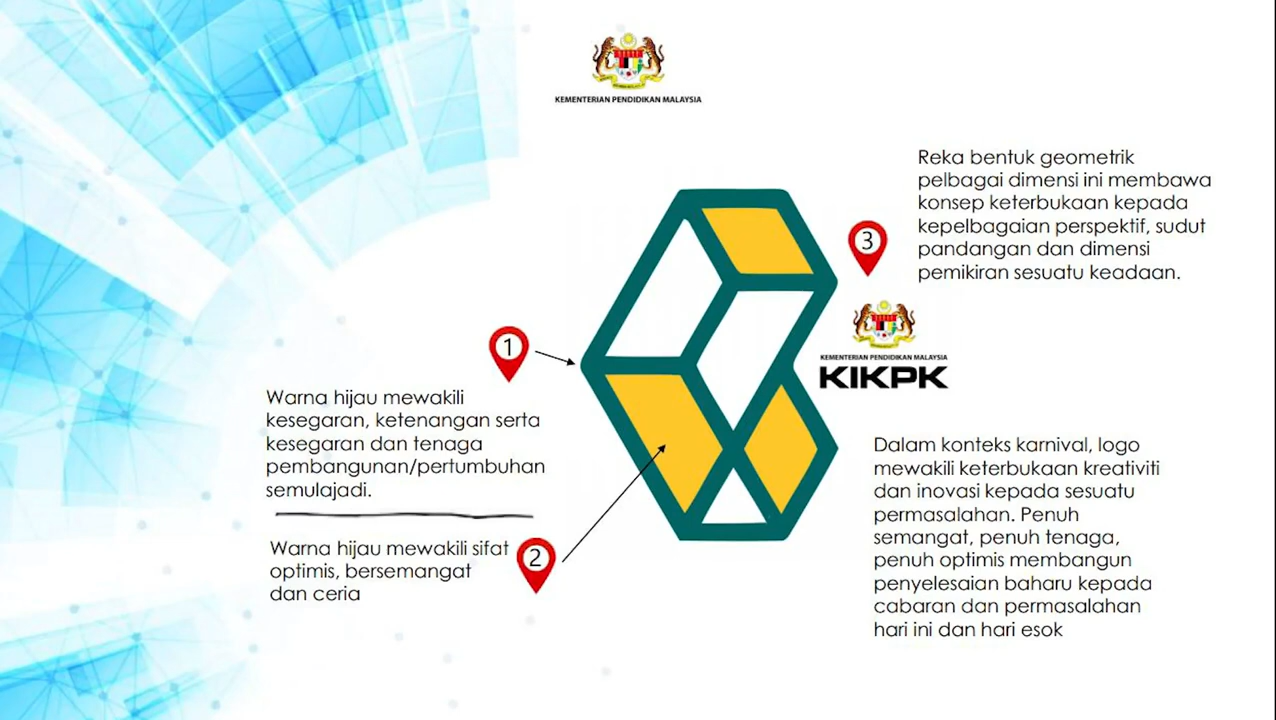 KEMENTERIAN PENDIDIKAN MALAYSIA
Reka bentuk geometrik
pelbagai dimensi ini membawa
konsep keterbukaan kepada
kepelbagaian perspektif, sudut
pandangan dan dimensi
pemikiran sesuatu keadaan.
3
KEMENTERIAN PENDIDIKAN MALAYSIA
KIKPK
1
Warna hijau mewakili
kesegaran, ketenangan serta
kesegaran dan tenaga
pembangunan/pertumbuhan
semulajadi.
2
Warna hijau mewakili sifat
optimis, bersemangat
dan ceria
Dalam konteks karnival, logo
mewakili keterbukaan kreativiti
dan inovasi kepada sesuatu
permasalahan. Penuh
semangat, penuh tenaga,
penuh optimis membangun
penyelesaian baharu kepada
cabaran dan permasalahan
hari ini dan hari esok